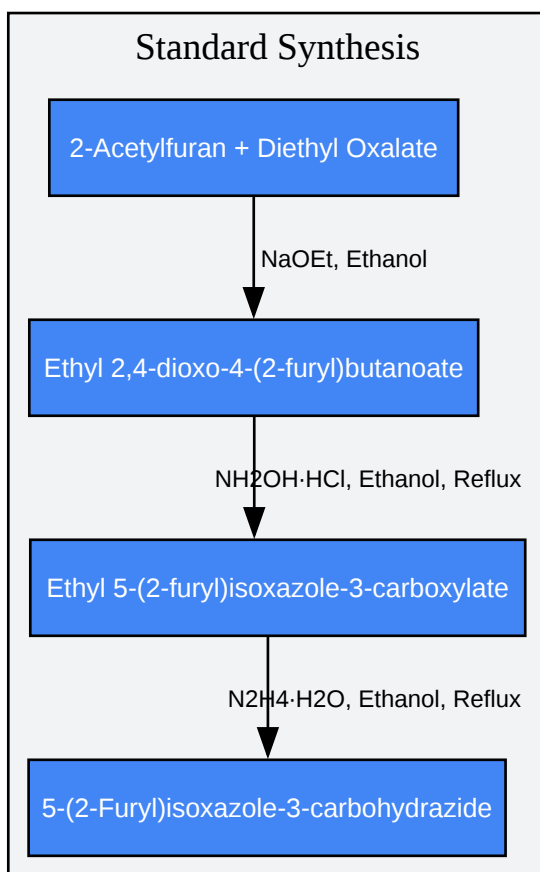 Standard Synthesis
2-Acetylfuran + Diethyl Oxalate
NaOEt, Ethanol
Ethyl 2,4-dioxo-4-(2-furyl)butanoate
NH2OH·HCl, Ethanol, Reflux
Ethyl 5-(2-furyl)isoxazole-3-carboxylate
N2H4·H2O, Ethanol, Reflux
5-(2-Furyl)isoxazole-3-carbohydrazide